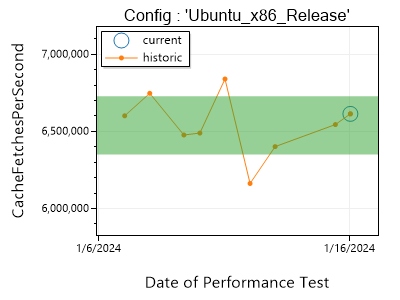 Config : 'Ubuntu_x86_Release'
current
historic
CacheFetchesPerSecond
7,000,000
6,500,000
6,000,000
1/6/2024
1/16/2024
Date of Performance Test